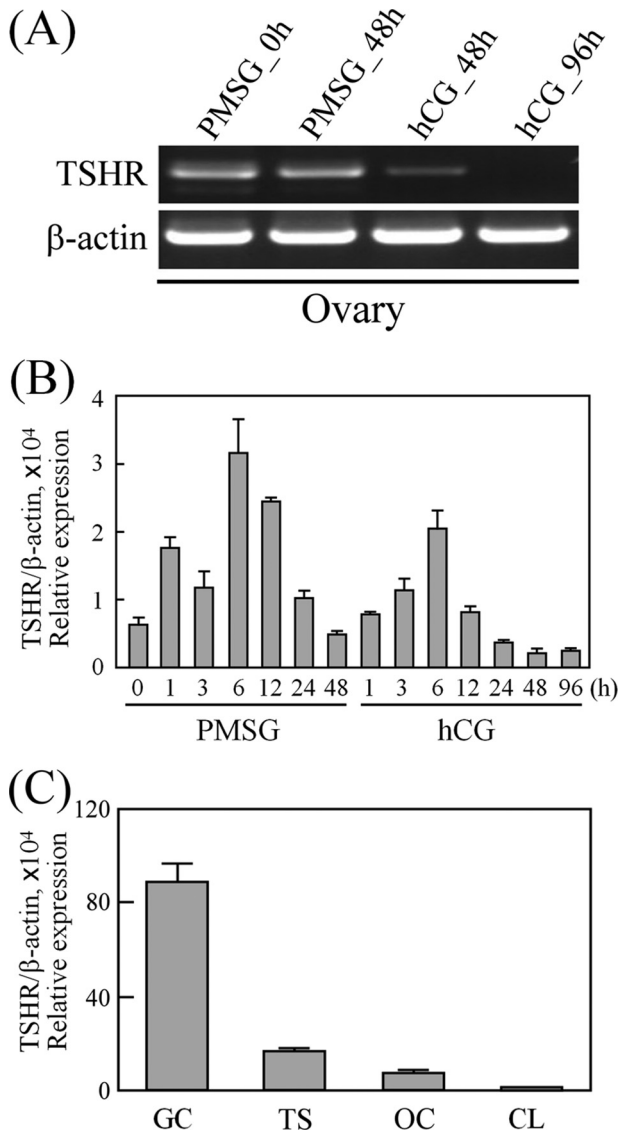 (A)
PMSG_0h
PMSG_48h
hCG_48h
hCG_96h
TSHR
β-actin
Ovary
(B)
TSHR/β-actin, x10⁴
Relative expression
4
3
2
1
0
0 1 3 6 12 24 48 1 3 6 12 24 48 96 (h)
PMSG hCG
(C)
TSHR/β-actin, x10⁴
Relative expression
120
80
40
0
GC TS OC CL